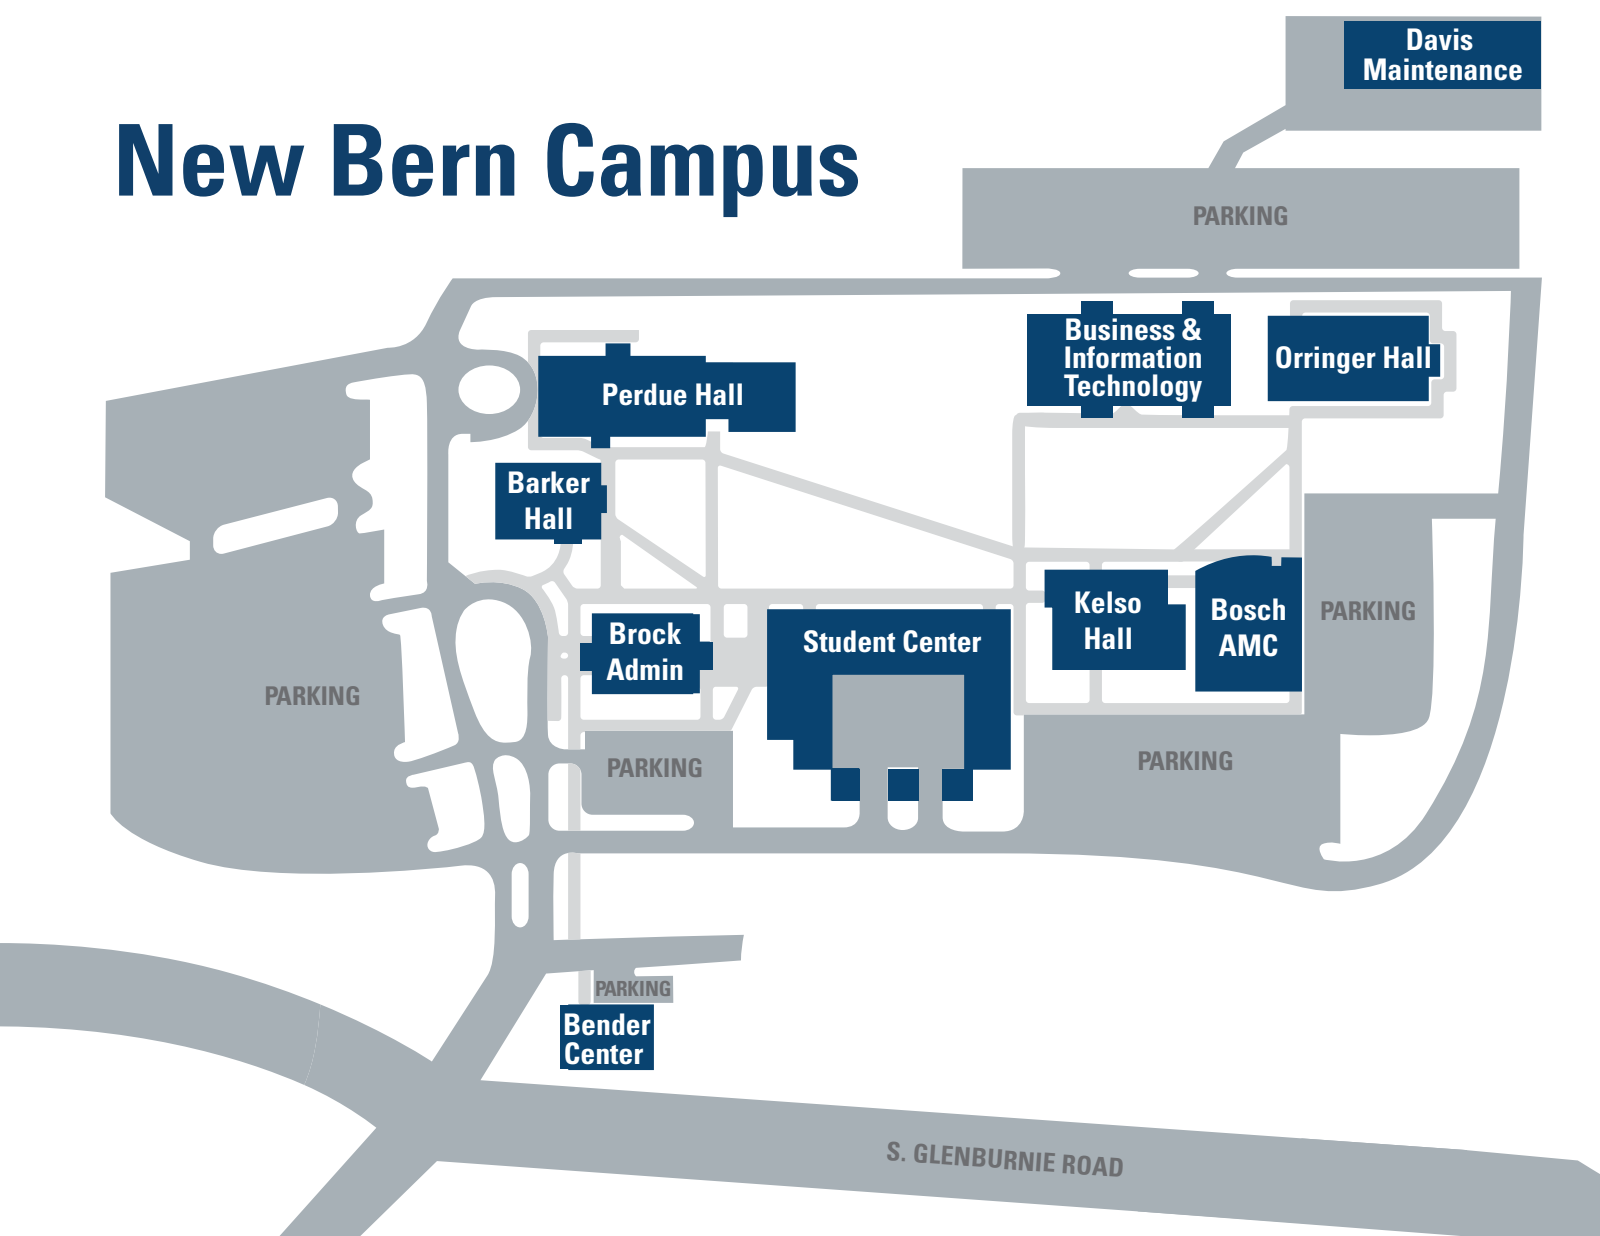 Davis
Maintenance
New Bern Campus
PARKING
Business &
Information
Technology
Orringer Hall
Perdue Hall
Barker
Hall
Kelso
Hall
Bosch
AMC
PARKING
Brock
Admin
Student Center
PARKING
PARKING
PARKING
PARKING
Bender
Center
S. GLENBURNIE ROAD